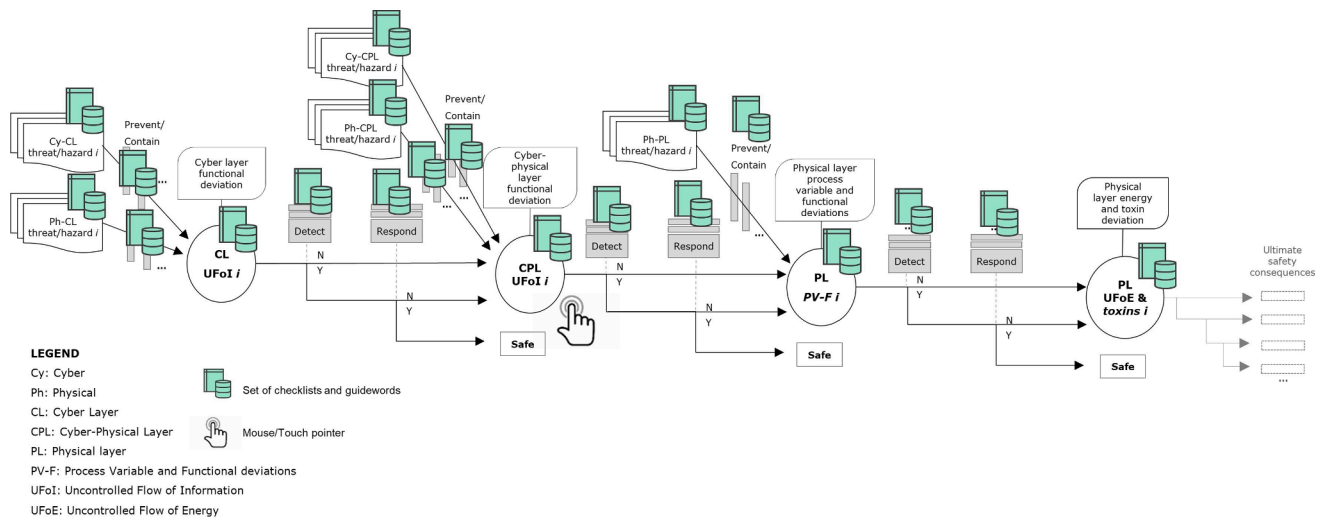 Cy-CPL
threat/hazard i
Ph-CPL
threat/hazard i
Prevent/
Contain
Cy-CL
threat/hazard i
Ph-CL
threat/hazard i
Prevent/
Contain
...
...
Cyber layer
functional
deviation
CL
UFoI i
Detect
Respond
N
Y
N
Y
Safe
...
...
Cyber-
physical
layer
functional
deviation
CPL
UFoI i
Detect
Respond
N
Y
N
Y
Safe
Ph-PL
threat/hazard i
Prevent/
Contain
...
Physical layer
process
variable and
functional
deviations
PL
PV-F i
Detect
Respond
N
Y
N
Y
Safe
Physical
layer energy
and toxin
deviation
PL
UFoE &
toxins i
Ultimate
safety
consequences
...
LEGEND
Cy: Cyber
Ph: Physical
CL: Cyber Layer
CPL: Cyber-Physical Layer
PL: Physical layer
PV-F: Process Variable and Functional deviations
UFoI: Uncontrolled Flow of Information
UFoE: Uncontrolled Flow of Energy
Set of checklists and guidewords
Mouse/Touch pointer